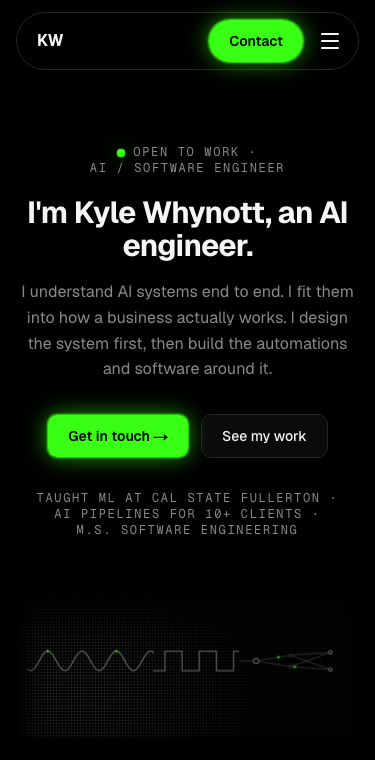 KW
Contact
OPEN TO WORK ·
AI / SOFTWARE ENGINEER
I'm Kyle Whynott, an AI
engineer.
I understand AI systems end to end. I fit them
into how a business actually works. I design
the system first, then build the automations
and software around it.
Get in touch →
See my work
TAUGHT ML AT CAL STATE FULLERTON ·
AI PIPELINES FOR 10+ CLIENTS ·
M.S. SOFTWARE ENGINEERING